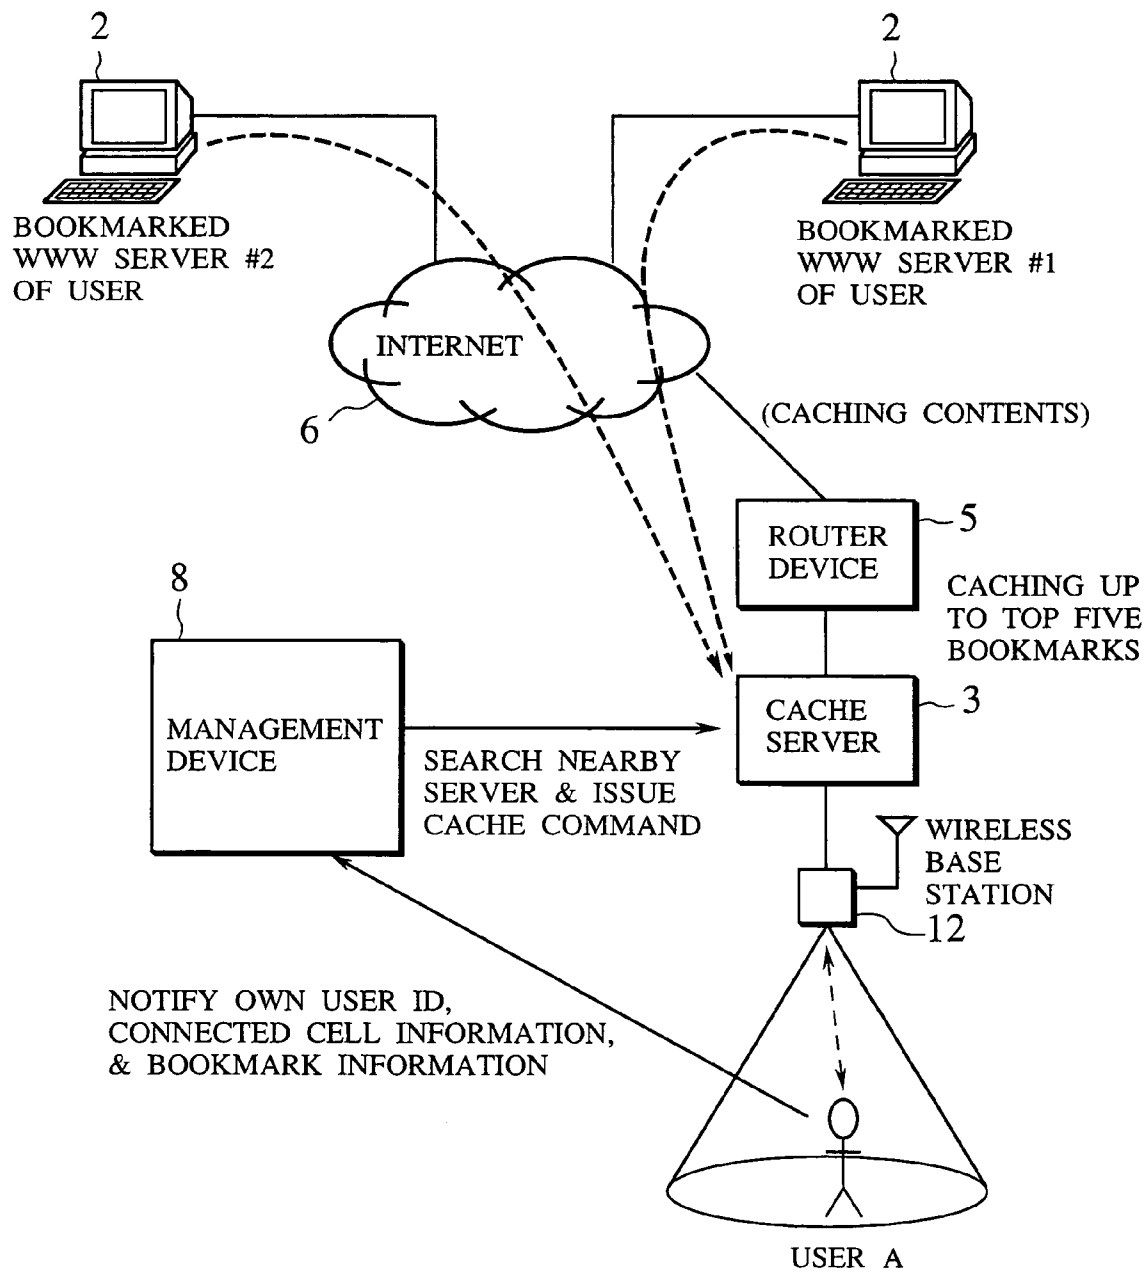 2
2
BOOKMARKED
WWW SERVER #2
OF USER
BOOKMARKED
WWW SERVER #1
OF USER
INTERNET
6
(CACHING CONTENTS)
ROUTER
DEVICE
5
CACHING UP
TO TOP FIVE
BOOKMARKS
8
MANAGEMENT
DEVICE
CACHE
SERVER
3
SEARCH NEARBY
SERVER & ISSUE
CACHE COMMAND
WIRELESS
BASE
STATION
12
NOTIFY OWN USER ID,
CONNECTED CELL INFORMATION,
& BOOKMARK INFORMATION
USER A